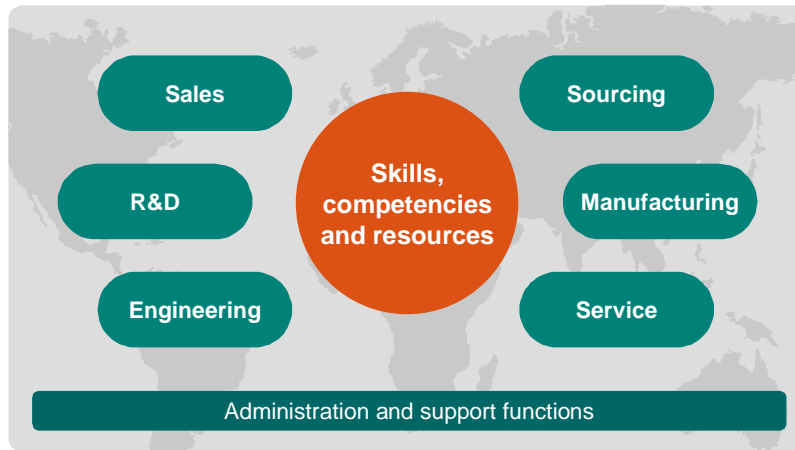 Sales
Sourcing
Skills,
competencies
and resources
R&D
Manufacturing
Engineering
Service
Administration and support functions